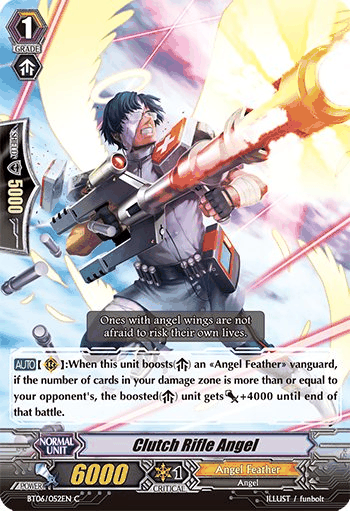 1
GRADE
SHIELD
5000
Ones with angel wings are not
afraid to risk their own lives.
AUTO【 】:When this unit boosts( ) an «Angel Feather» vanguard,
if the number of cards in your damage zone is more than or equal to
your opponent's, the boosted( ) unit gets +4000 until end of
that battle.
NORMAL
UNIT
Clutch Rifle Angel
POWER
6000
1
CRITICAL
Angel Feather
Angel
BT06/052EN C
ILLUST / funbolt